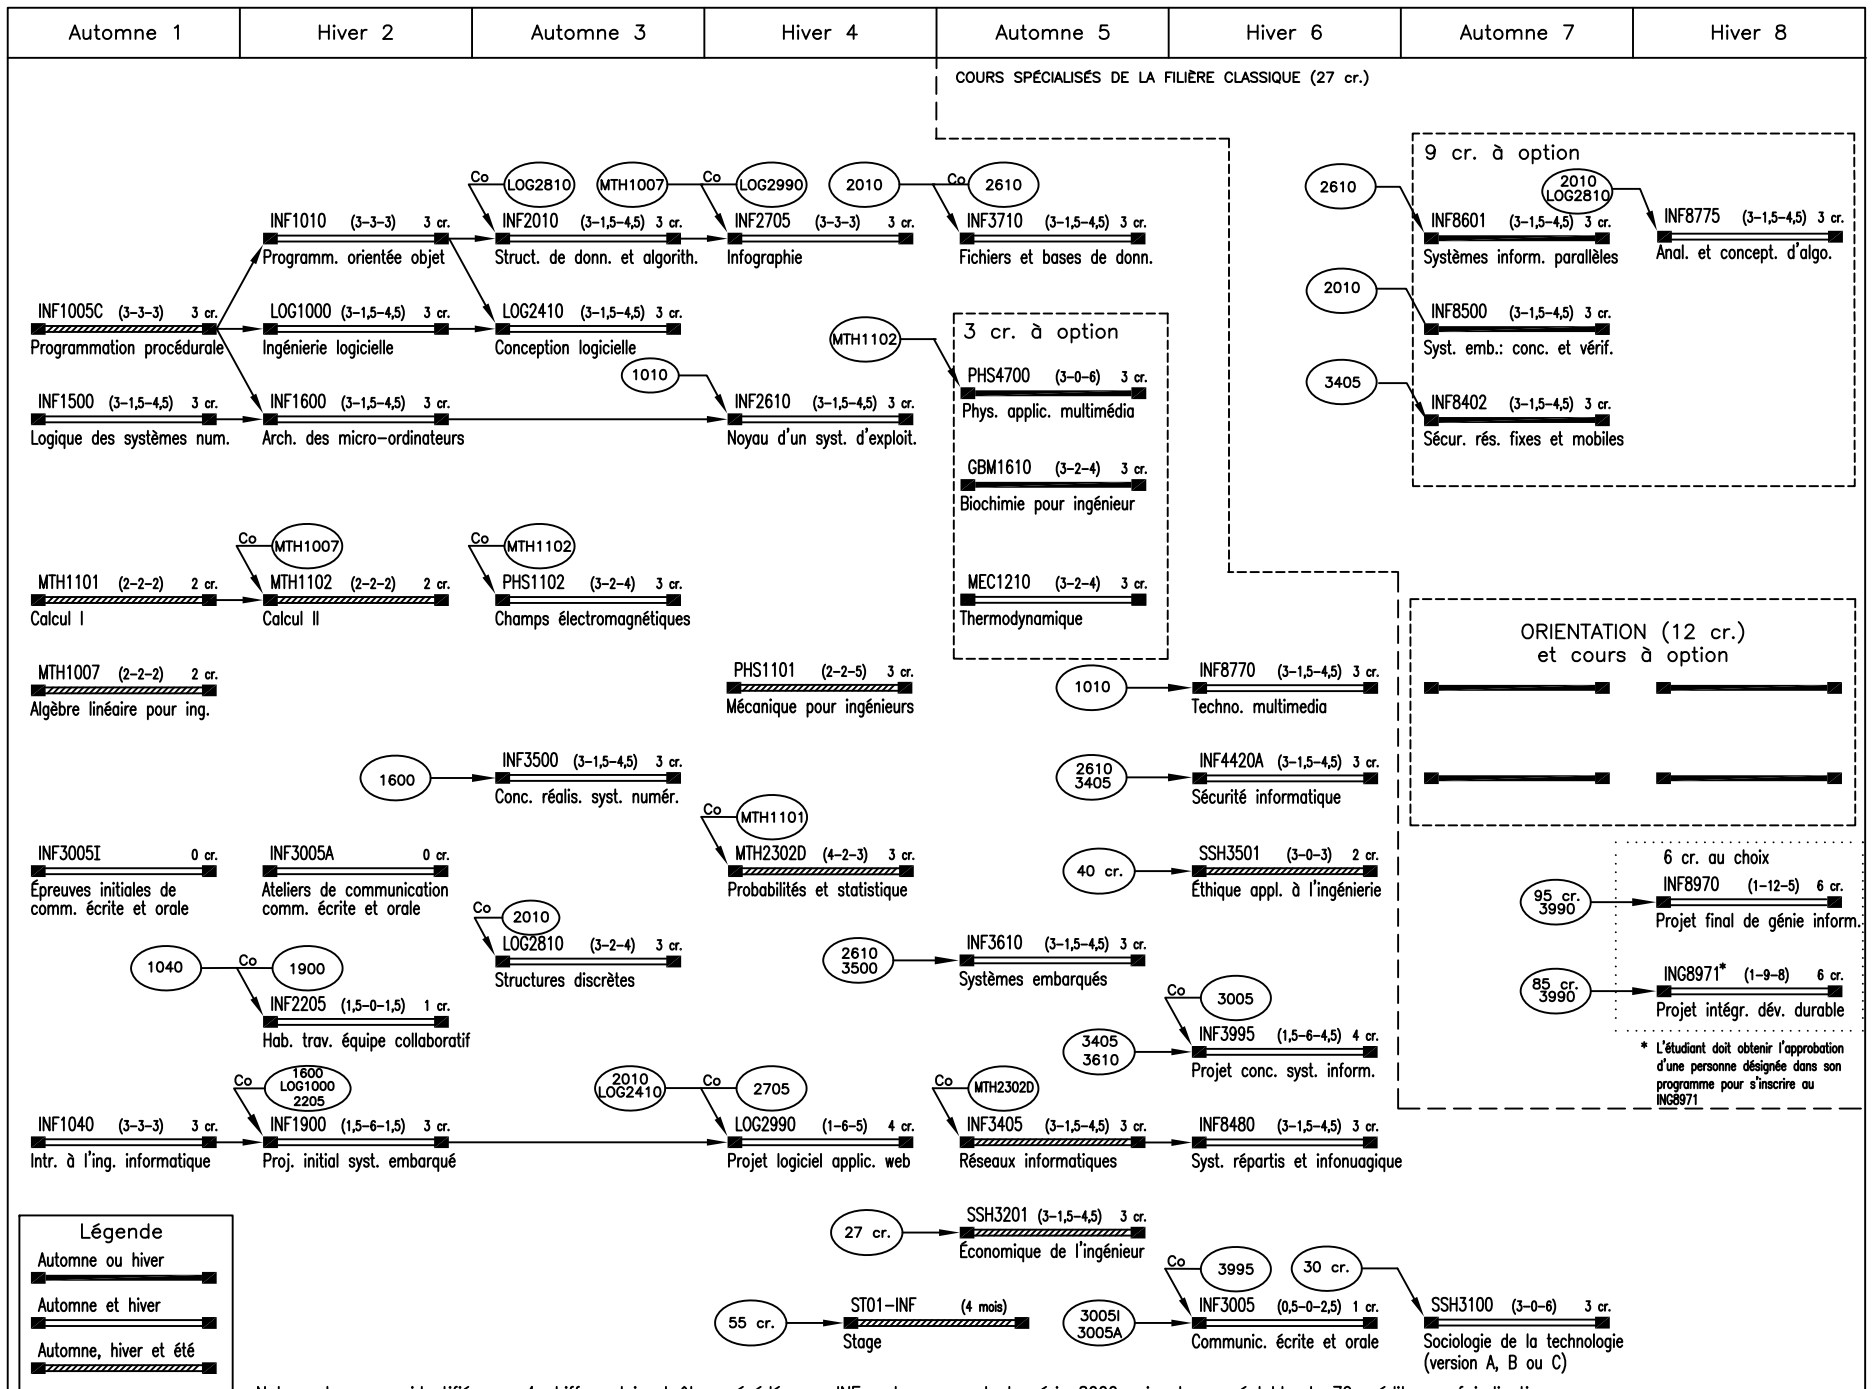 Automne 1
Hiver 2
Automne 3
Hiver 4
Automne 5
Hiver 6
Automne 7
Hiver 8
COURS SPÉCIALISÉS DE LA FILIÈRE CLASSIQUE (27 cr.)
INF1005C (3-3-3) 3 cr.
Programmation procédurale
INF1500 (3-1,5-4,5) 3 cr.
Logique des systèmes num.
MTH1101 (2-2-2) 2 cr.
Calcul I
MTH1007 (2-2-2) 2 cr.
Algèbre linéaire pour ing.
INF3005I 0 cr.
Épreuves initiales de
comm. écrite et orale
1040
INF1040 (3-3-3) 3 cr.
Intr. à l'ing. informatique
Légende
Automne ou hiver
Automne et hiver
Automne, hiver et été
INF1010 (3-3-3) 3 cr.
Programm. orientée objet
LOG1000 (3-1,5-4,5) 3 cr.
Ingénierie logicielle
INF1600 (3-1,5-4,5) 3 cr.
Arch. des micro-ordinateurs
Co MTH1007
MTH1102 (2-2-2) 2 cr.
Calcul II
1600
INF3005A 0 cr.
Ateliers de communication
comm. écrite et orale
Co 1900
INF2205 (1,5-0-1,5) 1 cr.
Hab. trav. équipe collaboratif
Co
1600
LOG1000
2205
INF1900 (1,5-6-1,5) 3 cr.
Proj. initial syst. embarqué
Co LOG2810
INF2010 (3-1,5-4,5) 3 cr.
Struct. de donn. et algorith.
LOG2410 (3-1,5-4,5) 3 cr.
Conception logicielle
1010
Co MTH1102
PHS1102 (3-2-4) 3 cr.
Champs électromagnétiques
INF3500 (3-1,5-4,5) 3 cr.
Conc. réalis. syst. numér.
Co 2010
LOG2810 (3-2-4) 3 cr.
Structures discrètes
2010
LOG2410
MTH1007 Co LOG2990
INF2705 (3-3-3) 3 cr.
Infographie
MTH1102
INF2610 (3-1,5-4,5) 3 cr.
Noyau d'un syst. d'exploit.
PHS1101 (2-2-5) 3 cr.
Mécanique pour ingénieurs
Co MTH1101
MTH2302D (4-2-3) 3 cr.
Probabilités et statistique
2610
3500
Co 2705
LOG2990 (1-6-5) 4 cr.
Projet logiciel applic. web
27 cr.
55 cr.
ST01-INF (4 mois)
Stage
2010 Co 2610
INF3710 (3-1,5-4,5) 3 cr.
Fichiers et bases de donn.
3 cr. à option
PHS4700 (3-0-6) 3 cr.
Phys. applic. multimédia
GBM1610 (3-2-4) 3 cr.
Biochimie pour ingénieur
MEC1210 (3-2-4) 3 cr.
Thermodynamique
INF3610 (3-1,5-4,5) 3 cr.
Systèmes embarqués
Co MTH2302D
INF3405 (3-1,5-4,5) 3 cr.
Réseaux informatiques
SSH3201 (3-1,5-4,5) 3 cr.
Économique de l'ingénieur
1010
INF8770 (3-1,5-4,5) 3 cr.
Techno. multimedia
2610
3405
INF4420A (3-1,5-4,5) 3 cr.
Sécurité informatique
40 cr.
SSH3501 (3-0-3) 2 cr.
Éthique appl. à l'ingénierie
Co 3005
3405
3610
INF3995 (1,5-6-4,5) 4 cr.
Projet conc. syst. inform.
INF8480 (3-1,5-4,5) 3 cr.
Syst. répartis et infonuagique
Co 3995
3005I
3005A
INF3005 (0,5-0-2,5) 1 cr.
Communic. écrite et orale
9 cr. à option
2610
INF8601 (3-1,5-4,5) 3 cr.
Systèmes inform. parallèles
2010
INF8500 (3-1,5-4,5) 3 cr.
Syst. emb.: conc. et vérif.
3405
INF8402 (3-1,5-4,5) 3 cr.
Sécur. rés. fixes et mobiles
2010
LOG2810
INF8775 (3-1,5-4,5) 3 cr.
Anal. et concept. d'algo.
ORIENTATION (12 cr.)
et cours à option
6 cr. au choix
95 cr.
3990
INF8970 (1-12-5) 6 cr.
Projet final de génie inform.
85 cr.
3990
ING8971* (1-9-8) 6 cr.
Projet intégr. dév. durable
* L'étudiant doit obtenir l'approbation
d'une personne désignée dans son
programme pour s'inscrire au
ING8971
30 cr.
SSH3100 (3-0-6) 3 cr.
Sociologie de la technologie
(version A, B ou C)